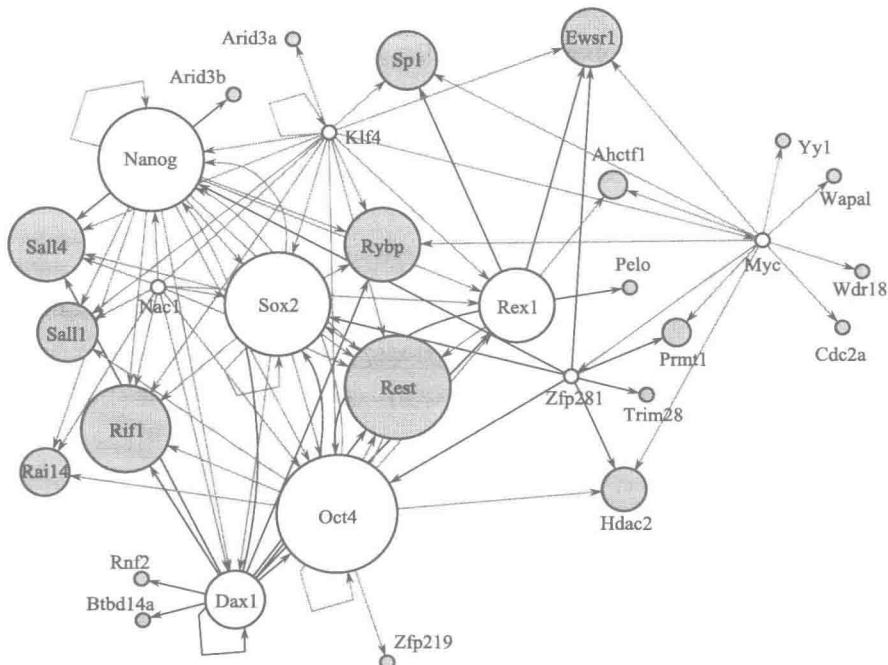 Arid3a
Ewsr1
Sp1
Arid3b
Klf4
Nanog
Ahctf1
Yy1
Wapal
Sall4
Rybp
Myc
Nac1
Sox2
Rex1
Pelo
Wdr18
Sall1
Prmt1
Cdc2a
Rest
Zfp281
Trim28
Rif1
Rai14
Oct4
Hdac2
Rnf2
Dax1
Btbd14a
Zfp219